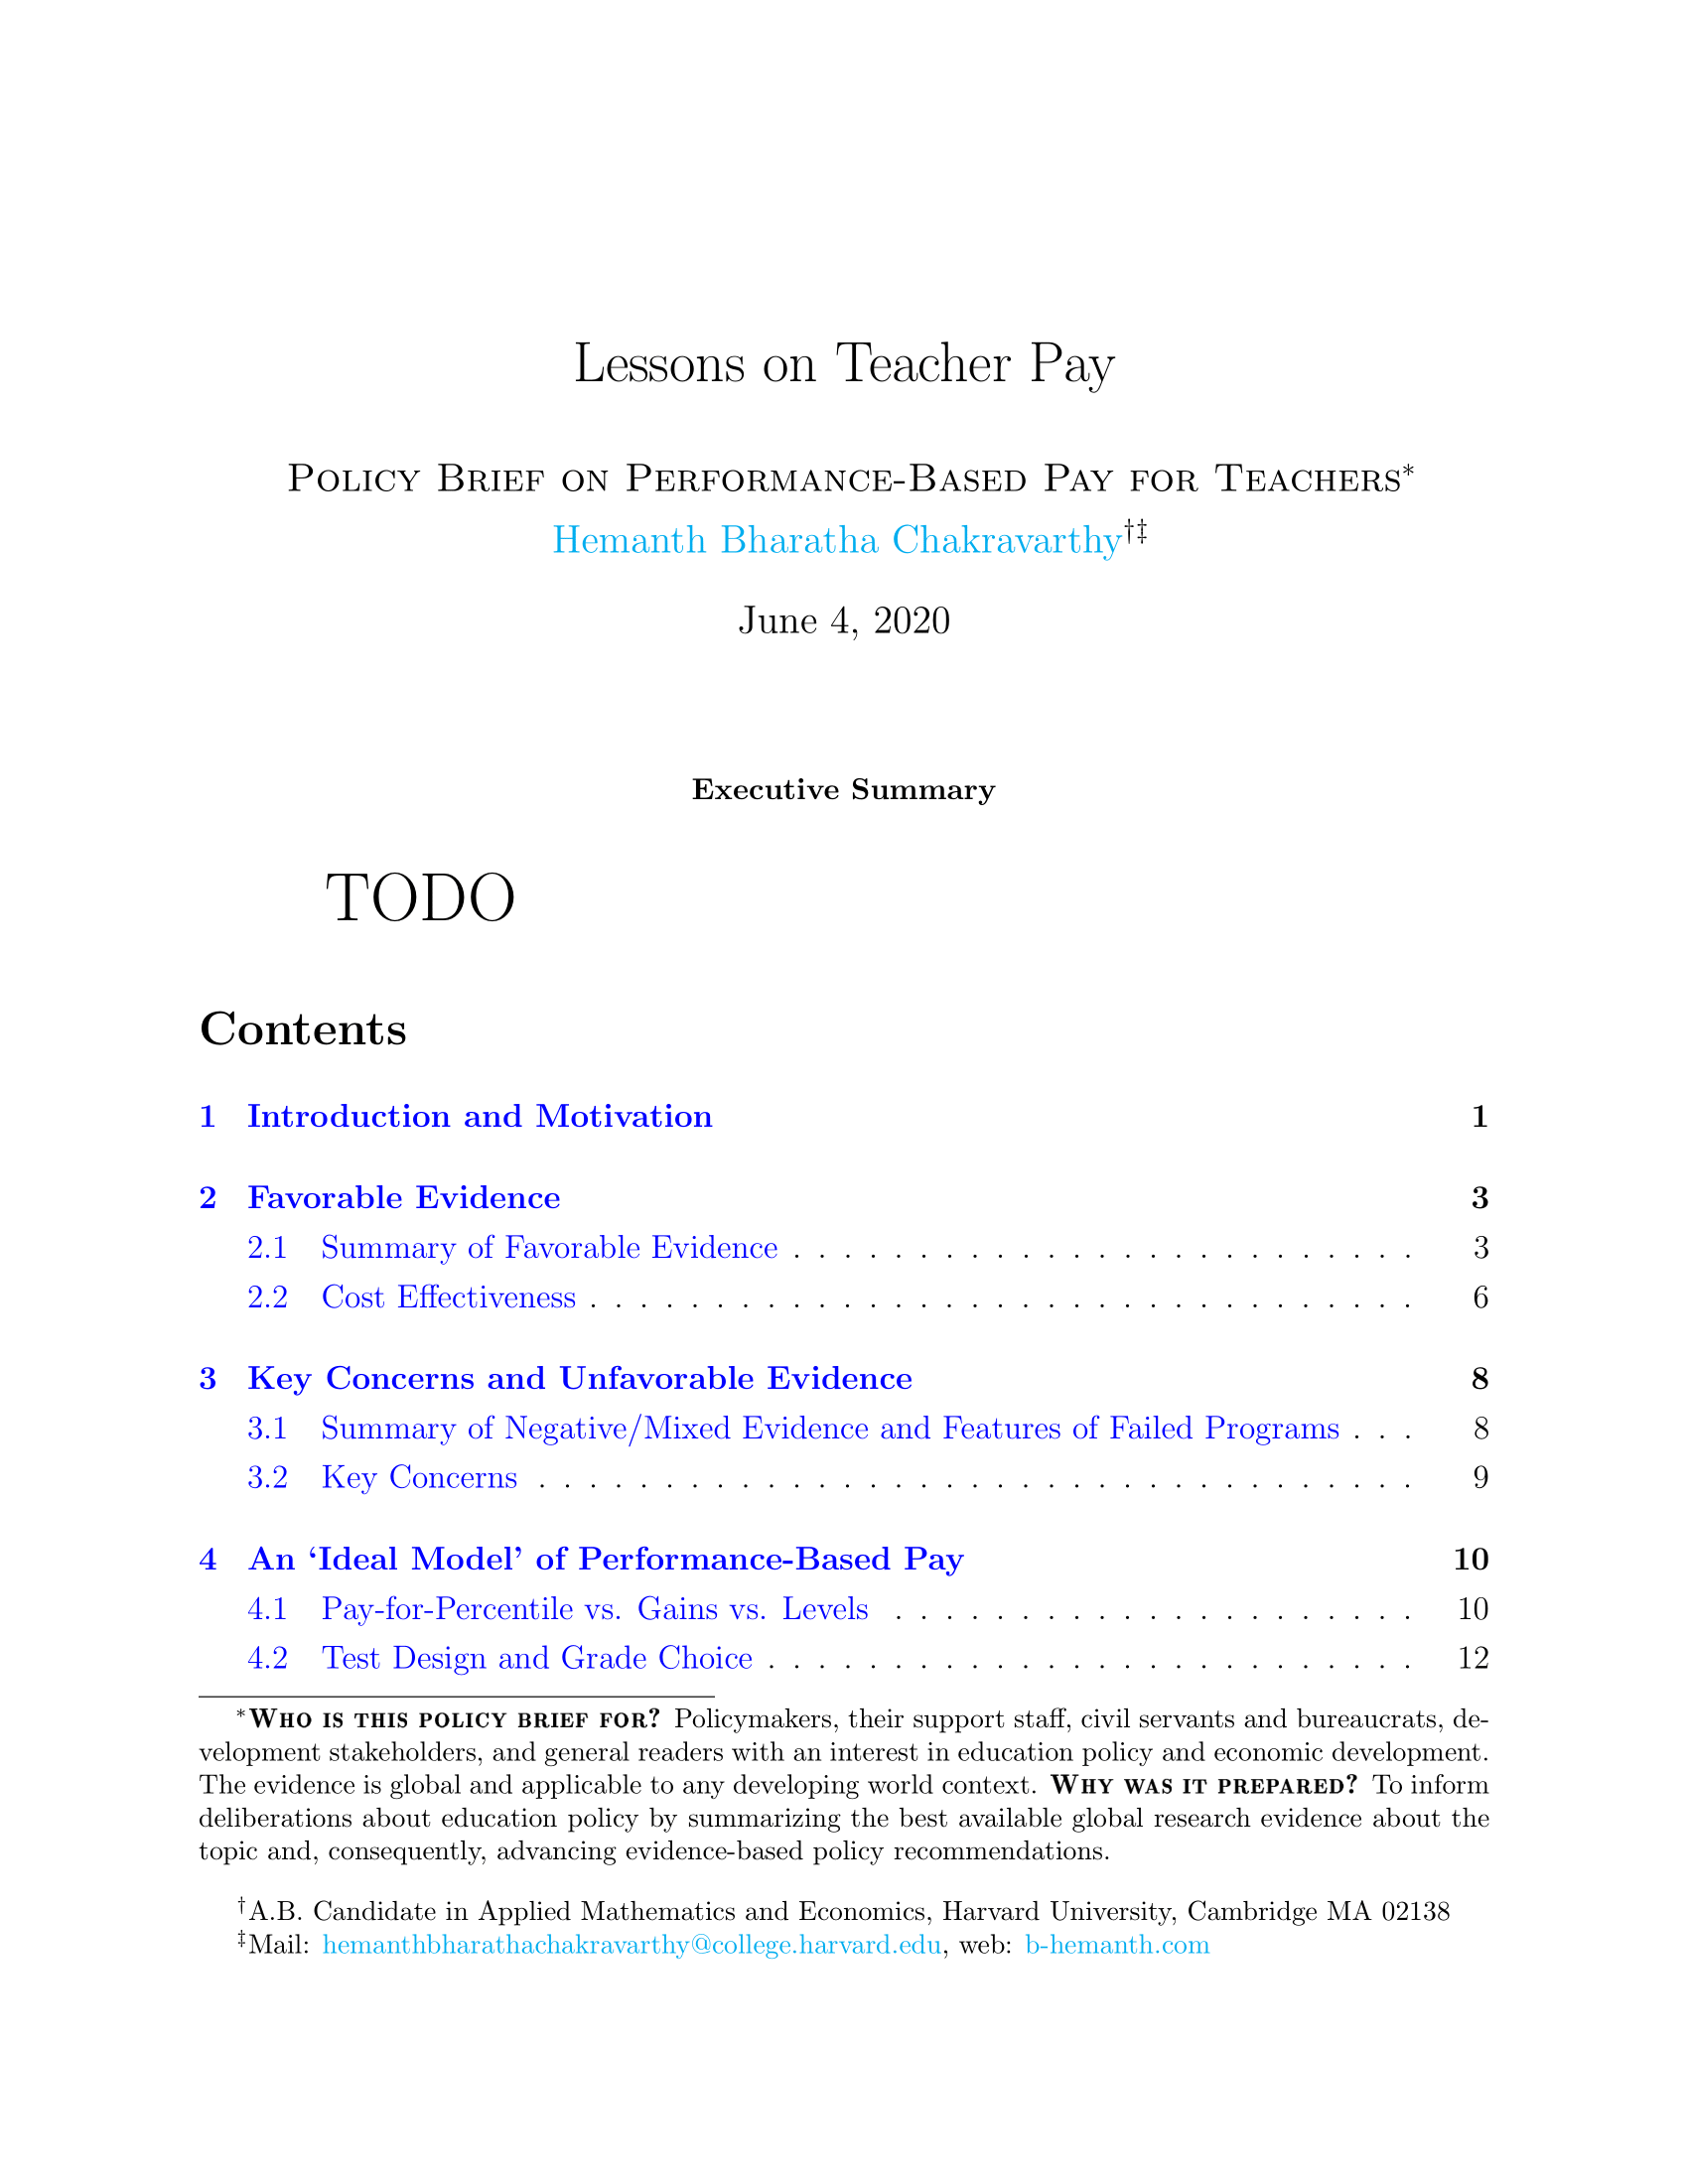 Lessons on Teacher Pay
Policy Brief on Performance-Based Pay for Teachers*
Hemanth Bharatha Chakravarthy†‡
June 4, 2020
Executive Summary
TODO
Contents
1 Introduction and Motivation 1
2 Favorable Evidence 3
2.1 Summary of Favorable Evidence . . . . . . . . . . . . . . . . . . . . . . . . . 3
2.2 Cost Effectiveness . . . . . . . . . . . . . . . . . . . . . . . . . . . . . . . . . 6
3 Key Concerns and Unfavorable Evidence 8
3.1 Summary of Negative/Mixed Evidence and Features of Failed Programs . . . 8
3.2 Key Concerns . . . . . . . . . . . . . . . . . . . . . . . . . . . . . . . . . . . 9
4 An ‘Ideal Model’ of Performance-Based Pay 10
4.1 Pay-for-Percentile vs. Gains vs. Levels . . . . . . . . . . . . . . . . . . . . . 10
4.2 Test Design and Grade Choice . . . . . . . . . . . . . . . . . . . . . . . . . . 12
*Who is this policy brief for? Policymakers, their support staff, civil servants and bureaucrats, de-
velopment stakeholders, and general readers with an interest in education policy and economic development.
The evidence is global and applicable to any developing world context. Why was it prepared? To inform
deliberations about education policy by summarizing the best available global research evidence about the
topic and, consequently, advancing evidence-based policy recommendations.
†A.B. Candidate in Applied Mathematics and Economics, Harvard University, Cambridge MA 02138
‡Mail: hemanthbharathachakravarthy@college.harvard.edu, web: b-hemanth.com